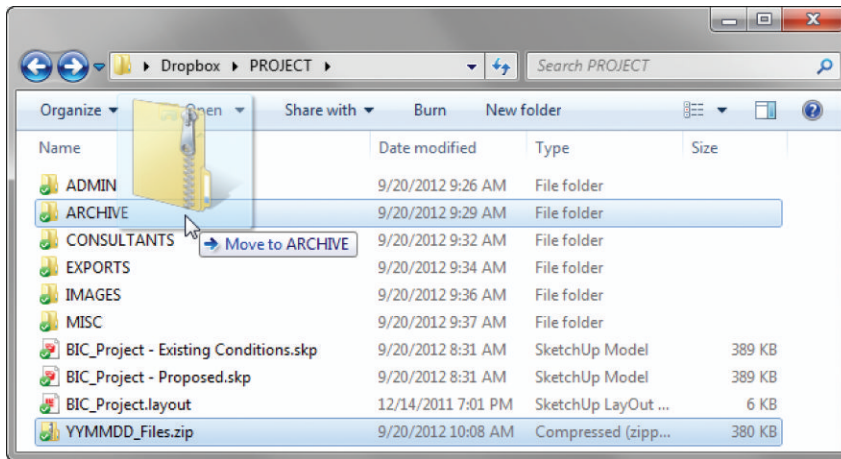 Dropbox PROJECT Search PROJECT
Organize Open Share with Burn New folder
Name Date modified Type Size
ADMIN 9/20/2012 9:26 AM File folder
ARCHIVE 9/20/2012 9:29 AM File folder
CONSULTANTS 9/20/2012 9:32 AM File folder
Move to ARCHIVE
EXPORTS 9/20/2012 9:34 AM File folder
IMAGES 9/20/2012 9:36 AM File folder
MISC 9/20/2012 9:37 AM File folder
BIC_Project - Existing Conditions.skp 9/20/2012 8:31 AM SketchUp Model 389 KB
BIC_Project - Proposed.skp 9/20/2012 8:31 AM SketchUp Model 389 KB
BIC_Project.layout 12/14/2011 7:01 PM SketchUp LayOut ... 6 KB
YYMMDD_Files.zip 9/20/2012 10:08 AM Compressed (zipp... 380 KB